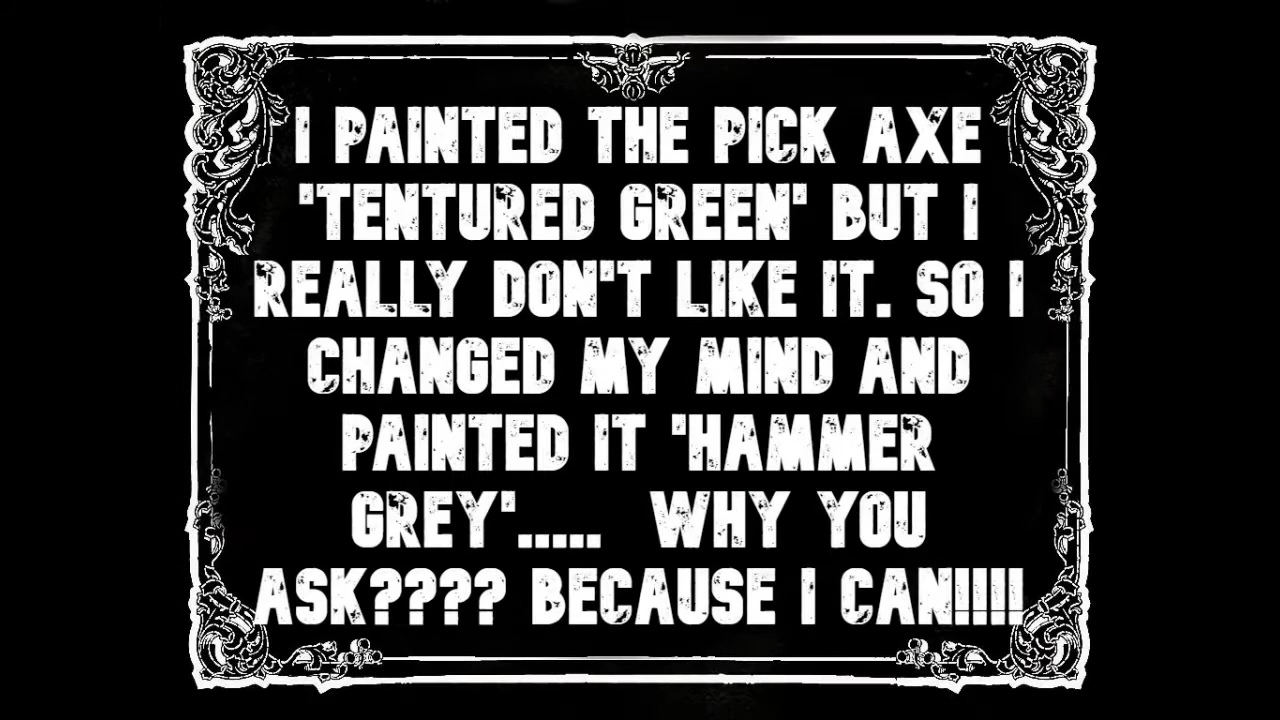 I PAINTED THE PICK AXE
'TENTURED GREEN' BUT I
REALLY DON'T LIKE IT. SO I
CHANGED MY MIND AND
PAINTED IT 'HAMMER
GREY'..... WHY YOU
ASK???? BECAUSE I CAN!!!!